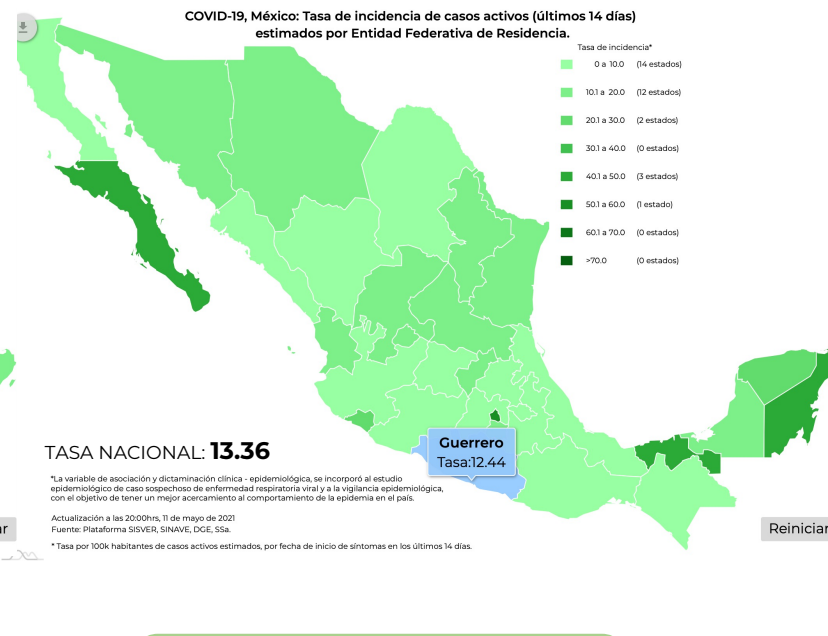 COVID-19, México: Tasa de incidencia de casos activos (últimos 14 días)
estimados por Entidad Federativa de Residencia.
Tasa de incidencia*
0 a 10.0 (14 estados)
10.1 a 20.0 (12 estados)
20.1 a 30.0 (2 estados)
30.1 a 40.0 (0 estados)
40.1 a 50.0 (3 estados)
50.1 a 60.0 (1 estado)
60.1 a 70.0 (0 estados)
>70.0 (0 estados)
Guerrero
Tasa:12.44
TASA NACIONAL: 13.36
*La variable de asociación y dictaminación clínica - epidemiológica, se incorporó al estudio
epidemiológico de caso sospechoso de enfermedad respiratoria viral y a la vigilancia epidemiológica,
con el objetivo de tener un mejor acercamiento al comportamiento de la epidemia en el país.
Actualización a las 20:00hrs, 11 de mayo de 2021
Fuente: Plataforma SISVER, SINAVE, DGE, SSa.
* Tasa por 100k habitantes de casos activos estimados, por fecha de inicio de síntomas en los últimos 14 días.
ar
Reiniciar